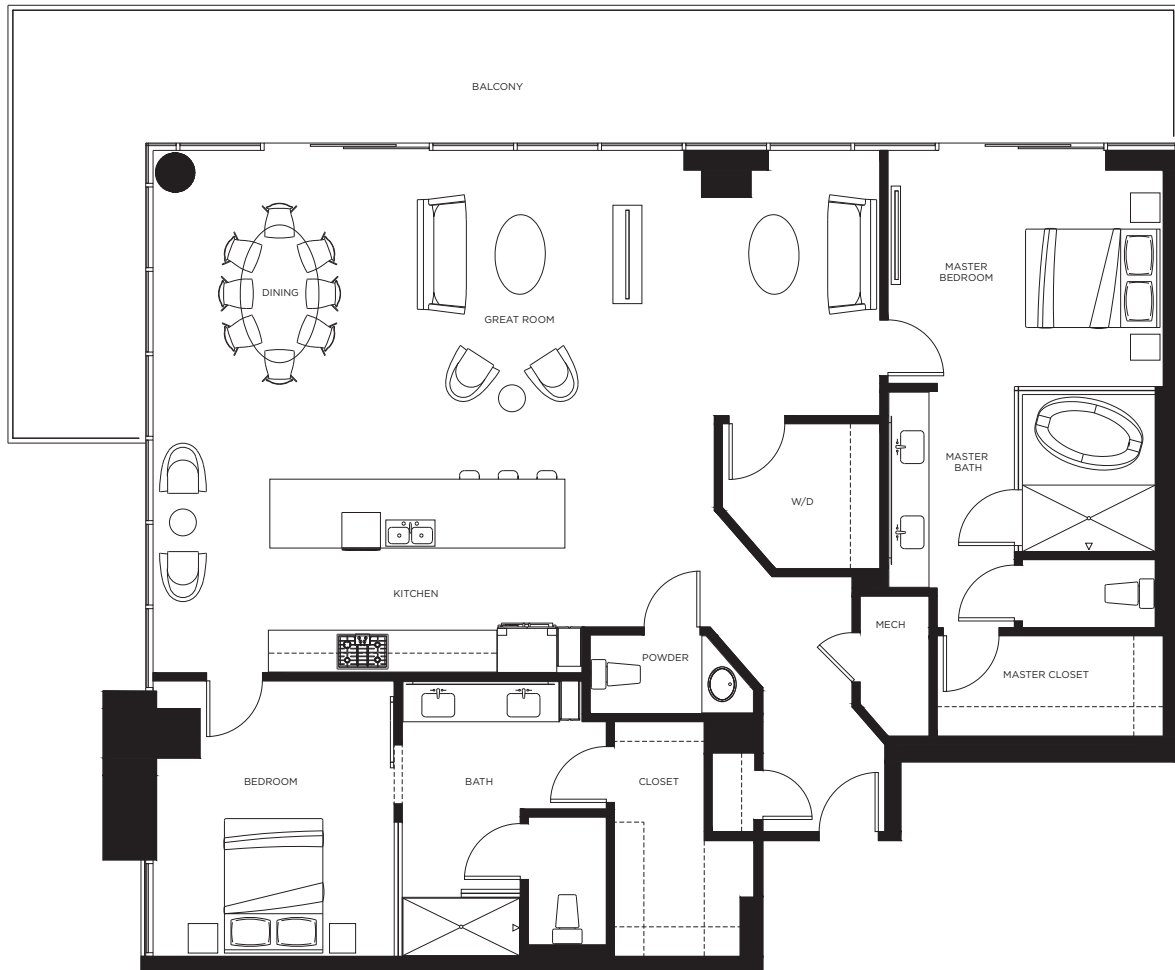 BALCONY
MASTER
BEDROOM
DINING
GREAT ROOM
MASTER
BATH
W/D
KITCHEN
MECH
POWDER
MASTER CLOSET
BEDROOM
BATH
CLOSET